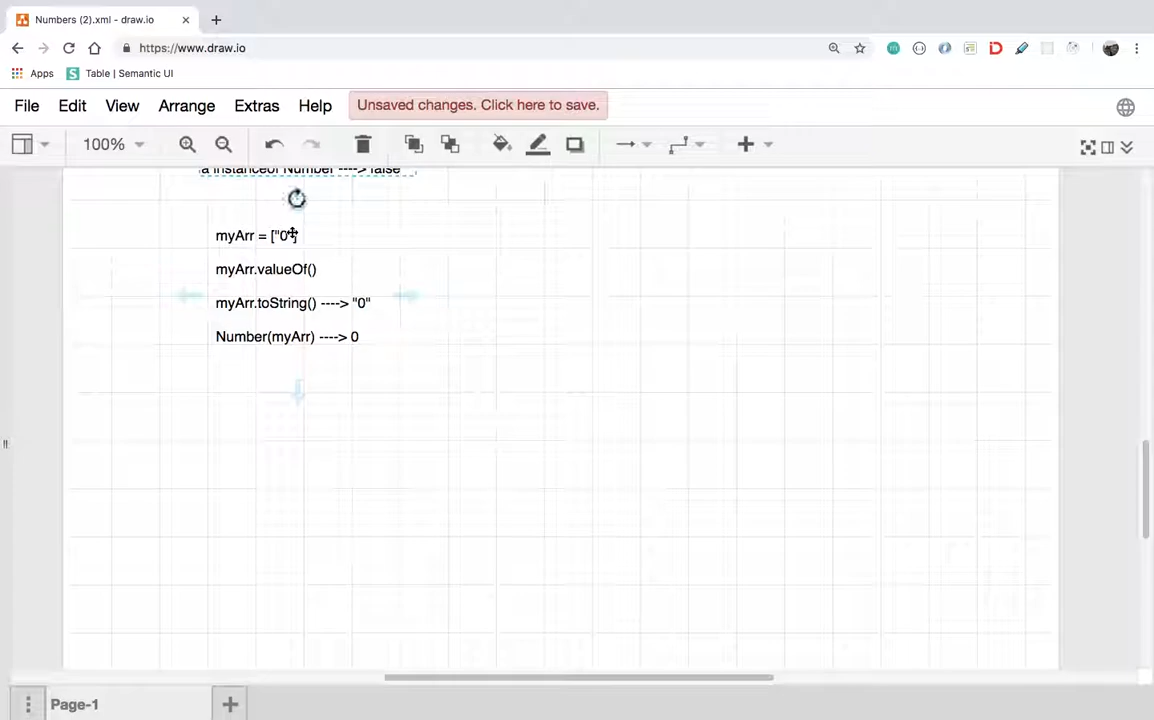 Numbers (2).xml - draw.io
https://www.draw.io
Apps
Table | Semantic UI
File Edit View Arrange Extras Help
Unsaved changes. Click here to save.
100%
a instanceof Number ----> false
myArr = ["0"]
myArr.valueOf()
myArr.toString() ----> "0"
Number(myArr) ----> 0
Page-1